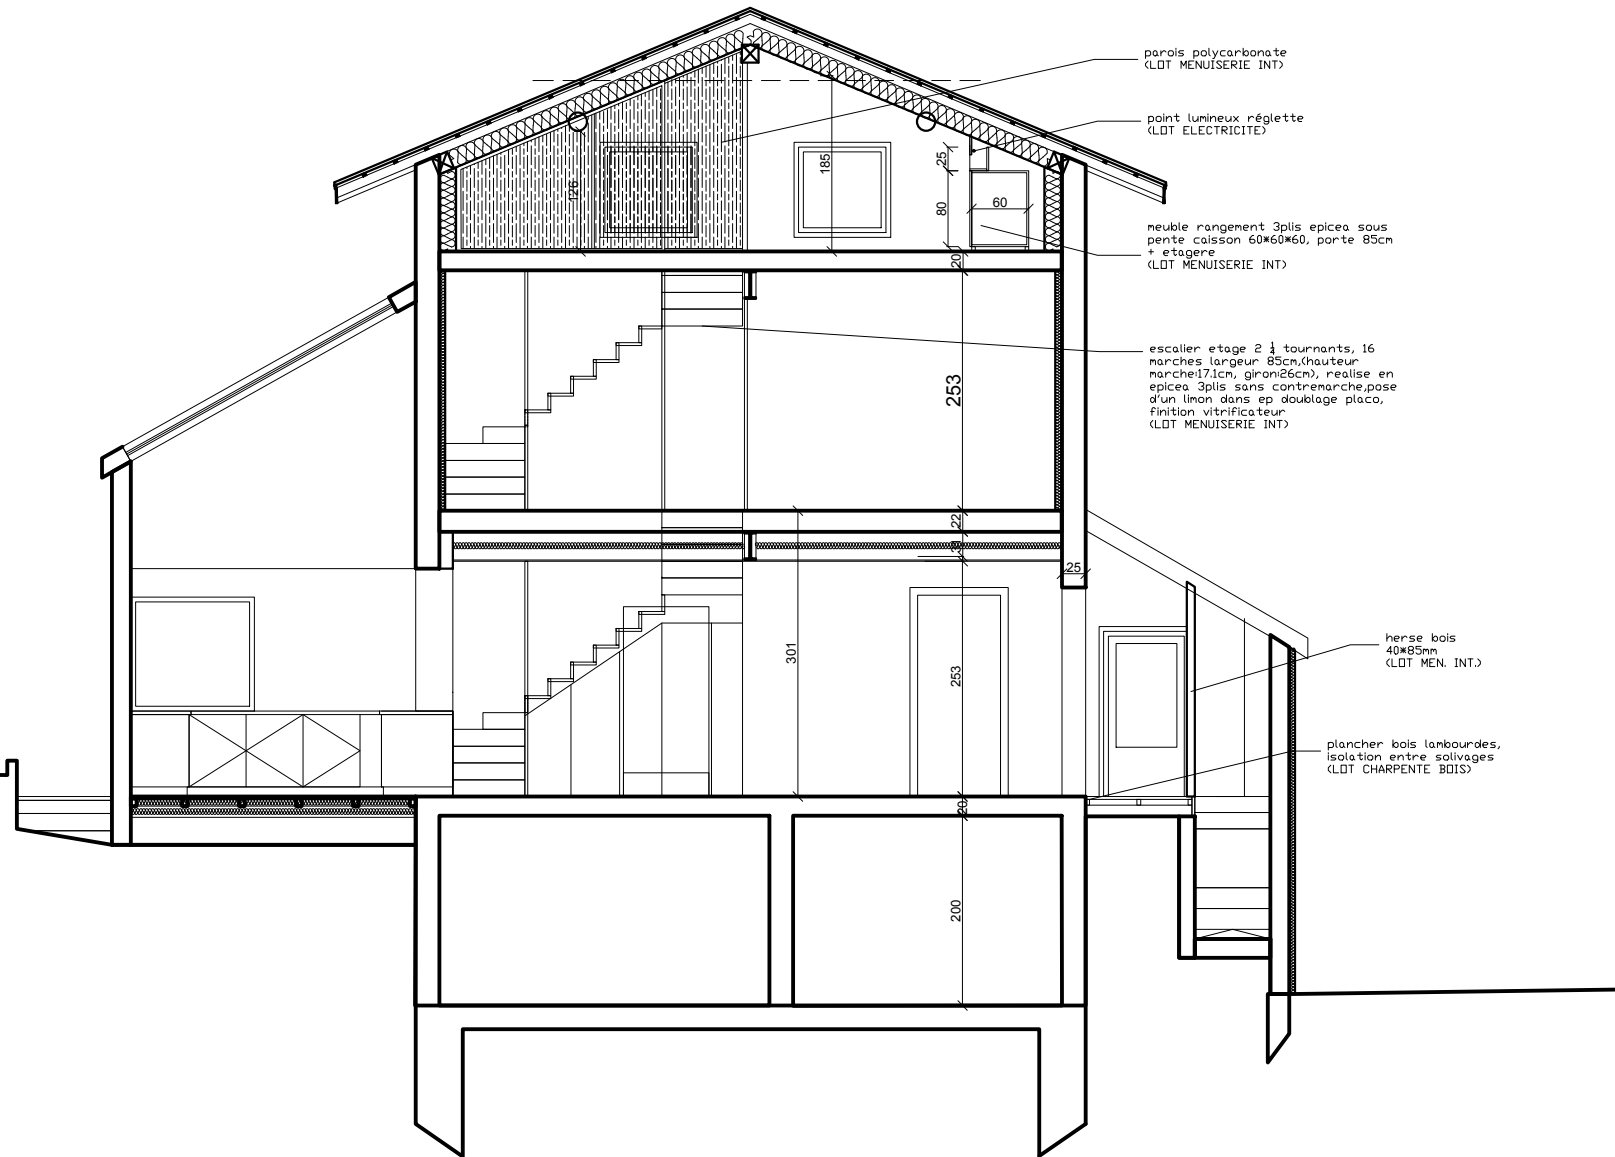 parois polycarbonate
(LOT MENUISERIE INT)
point lumineux réglette
(LOT ELECTRICITE)
meuble rangement 3plis epicea sous
pente caisson 60*60*60, porte 85cm
+ etagere
(LOT MENUISERIE INT)
escalier etage 2 1/4 tournants, 16
marches largeur 85cm,(hauteur
marche:17.1cm, giron:26cm), realise en
epicea 3plis sans contremarche,pose
d'un limon dans ep doublage placo,
finition vitrificateur
(LOT MENUISERIE INT)
herse bois
40*85mm
(LOT MEN. INT.)
plancher bois lambourdes,
isolation entre solivages
(LOT CHARPENTE BOIS)
126
185
25
80
60
20
253
22
25
301
253
20
200